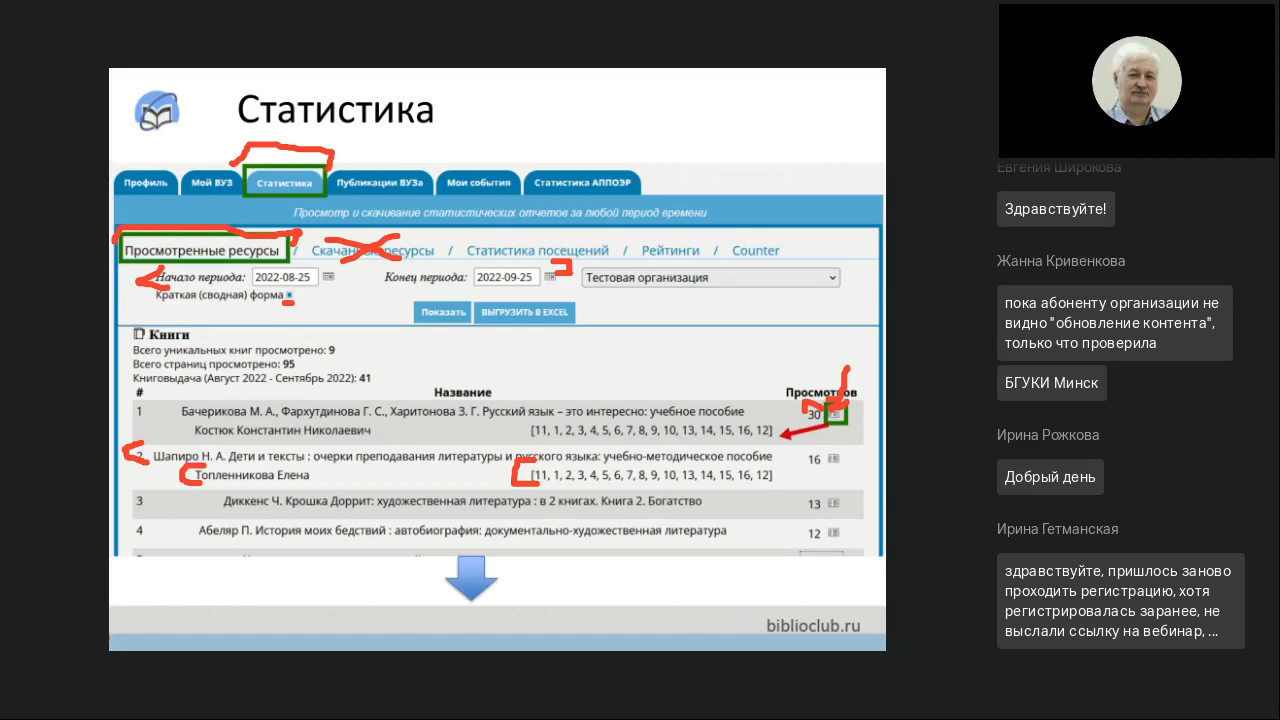 Статистика
Профиль
Мой ВУЗ
Статистика
Публикации ВУЗа
Мои события
Статистика АППОЭР
Просмотр и скачивание статистических отчетов за любой период времени
Просмотренные ресурсы / Скачанные ресурсы / Статистика посещений / Рейтинги / Counter
Начало периода: 2022-08-25 Конец периода: 2022-09-25 Тестовая организация
Краткая (сводная) форма
Показать ВЫГРУЗИТЬ В EXCEL
Книги
Всего уникальных книг просмотрено: 9
Всего страниц просмотрено: 95
Книговыдача (Август 2022 - Сентябрь 2022): 41
# Название Просмотров
1 Бачерикова М. А., Фархутдинова Г. С., Харитонова З. Г. Русский язык – это интересно: учебное пособие 30
Костюк Константин Николаевич [11, 1, 2, 3, 4, 5, 6, 7, 8, 9, 10, 13, 14, 15, 16, 12]
2 Шапиро Н. А. Дети и тексты : очерки преподавания литературы и русского языка: учебно-методическое пособие 16
Топленникова Елена [11, 1, 2, 3, 4, 5, 6, 7, 8, 9, 10, 13, 14, 15, 16, 12]
3 Диккенс Ч. Крошка Доррит: художественная литература : в 2 книгах. Книга 2. Богатство 13
4 Абеляр П. История моих бедствий : автобиография: документально-художественная литература 12
biblioclub.ru
Евгения Широкова
Здравствуйте!
Жанна Кривенкова
пока абоненту организации не
видно "обновление контента",
только что проверила
БГУКИ Минск
Ирина Рожкова
Добрый день
Ирина Гетманская
здравствуйте, пришлось заново
проходить регистрацию, хотя
регистрировалась заранее, не
выслали ссылку на вебинар, ...